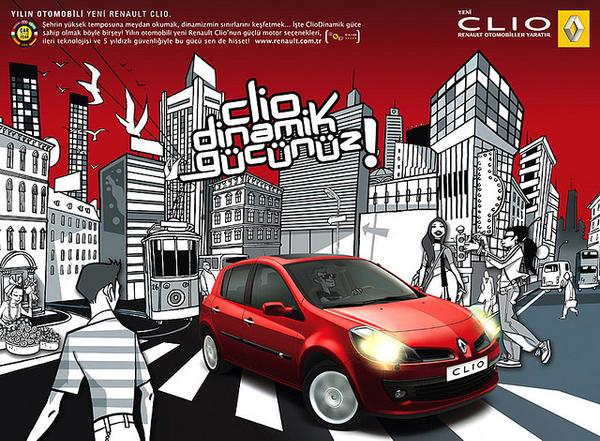 YILIN OTOMOBİLİ YENİ RENAULT CLIO.
Şehrin yüksek temposuna meydan okumak, dinamizmin sınırlarını keşfetmek... İşte ClioDinamik güce
sahip olmak böyle birşey! Yılın otomobili yeni Renault Clio'nun güçlü motor seçenekleri,
ileri teknolojisi ve 5 yıldızlı güvenliğiyle bu gücü sen de hisset! www.renault.com.tr
YENİ
CLIO
RENAULT OTOMOBİLLER YARATIR
clio
dinamik
gücünüz!
26
CLIO